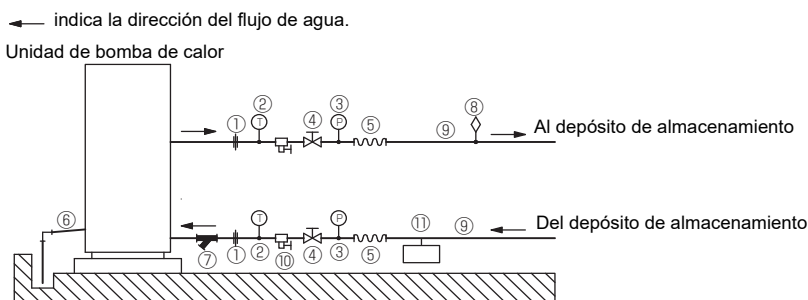 indica la dirección del flujo de agua.
Unidad de bomba de calor
① ② T ④ ③ P ⑤ ⑨ ⑧ Al depósito de almacenamiento
⑥ ⑦ ① ② T ⑩ ④ ③ P ⑤ ⑪ ⑨ Del depósito de almacenamiento